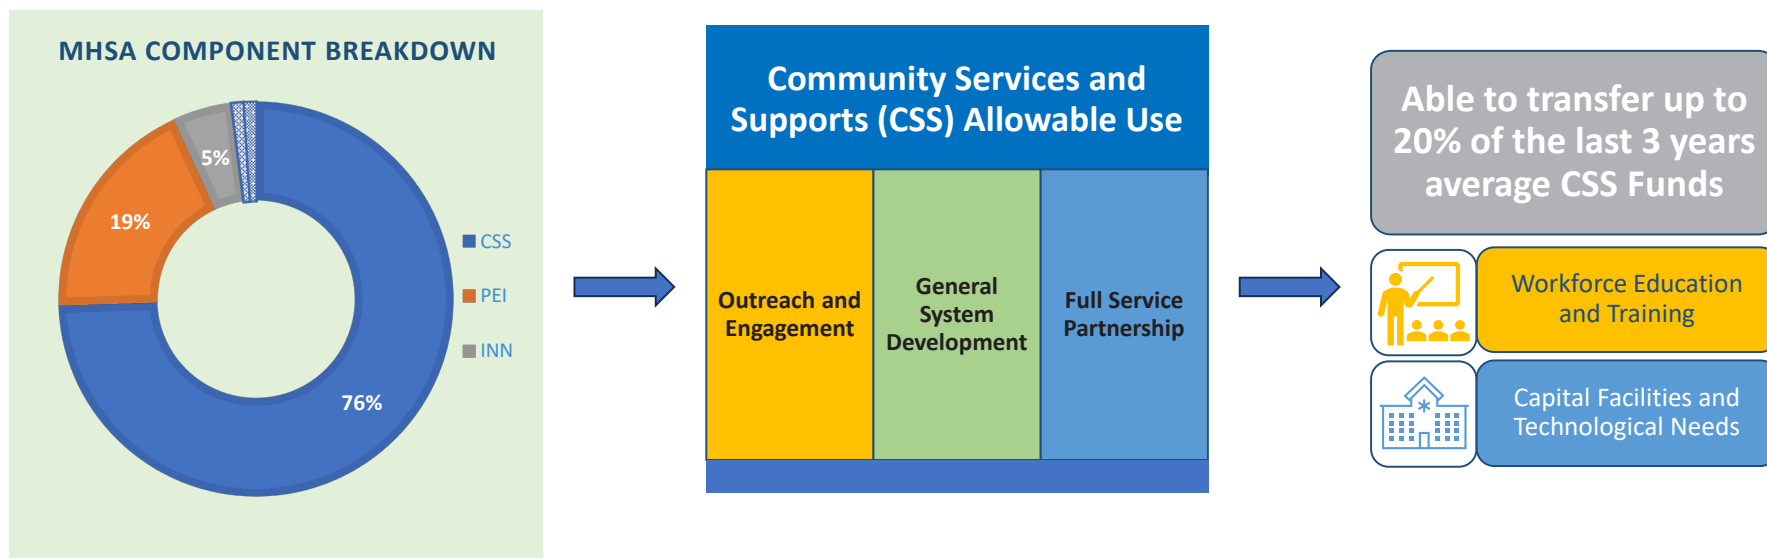 MHSA COMPONENT BREAKDOWN
5%
19%
76%
CSS
PEI
INN
Community Services and
Supports (CSS) Allowable Use
Outreach and
Engagement
General
System
Development
Full Service
Partnership
Able to transfer up to
20% of the last 3 years
average CSS Funds
Workforce Education
and Training
Capital Facilities and
Technological Needs